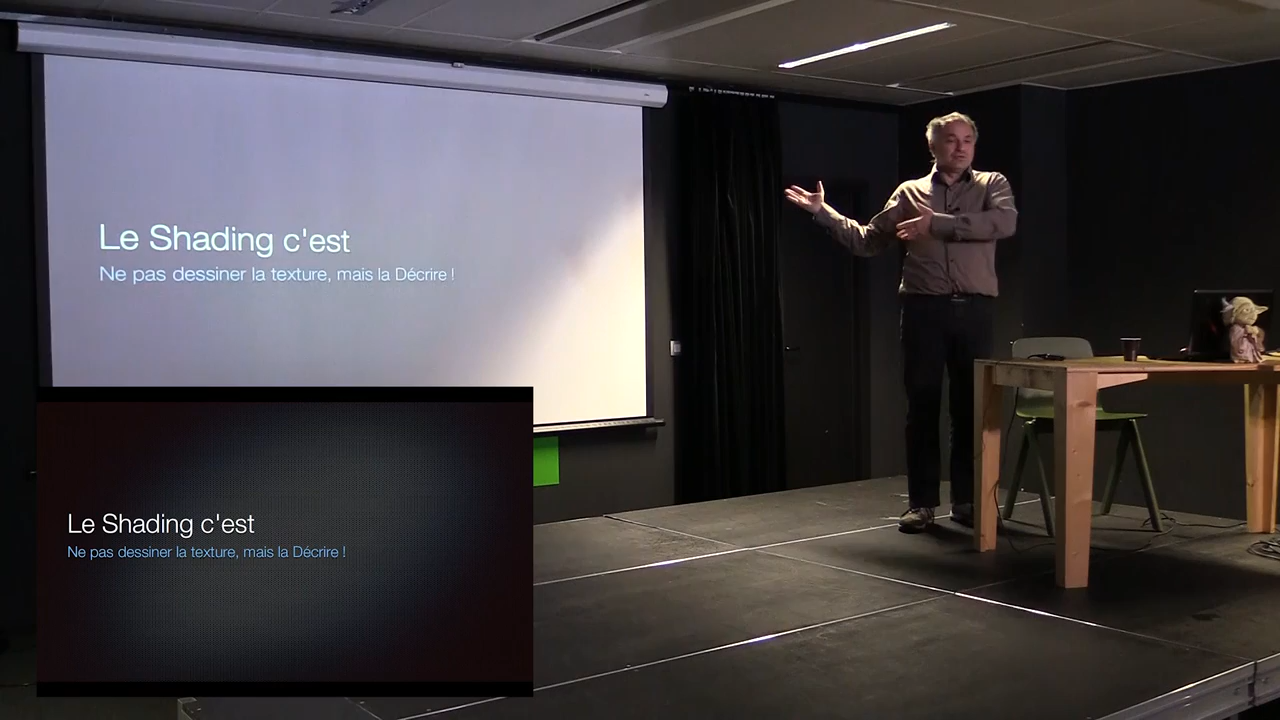 Le Shading c'est
Ne pas dessiner la texture, mais la Décrire !
Le Shading c'est
Ne pas dessiner la texture, mais la Décrire !